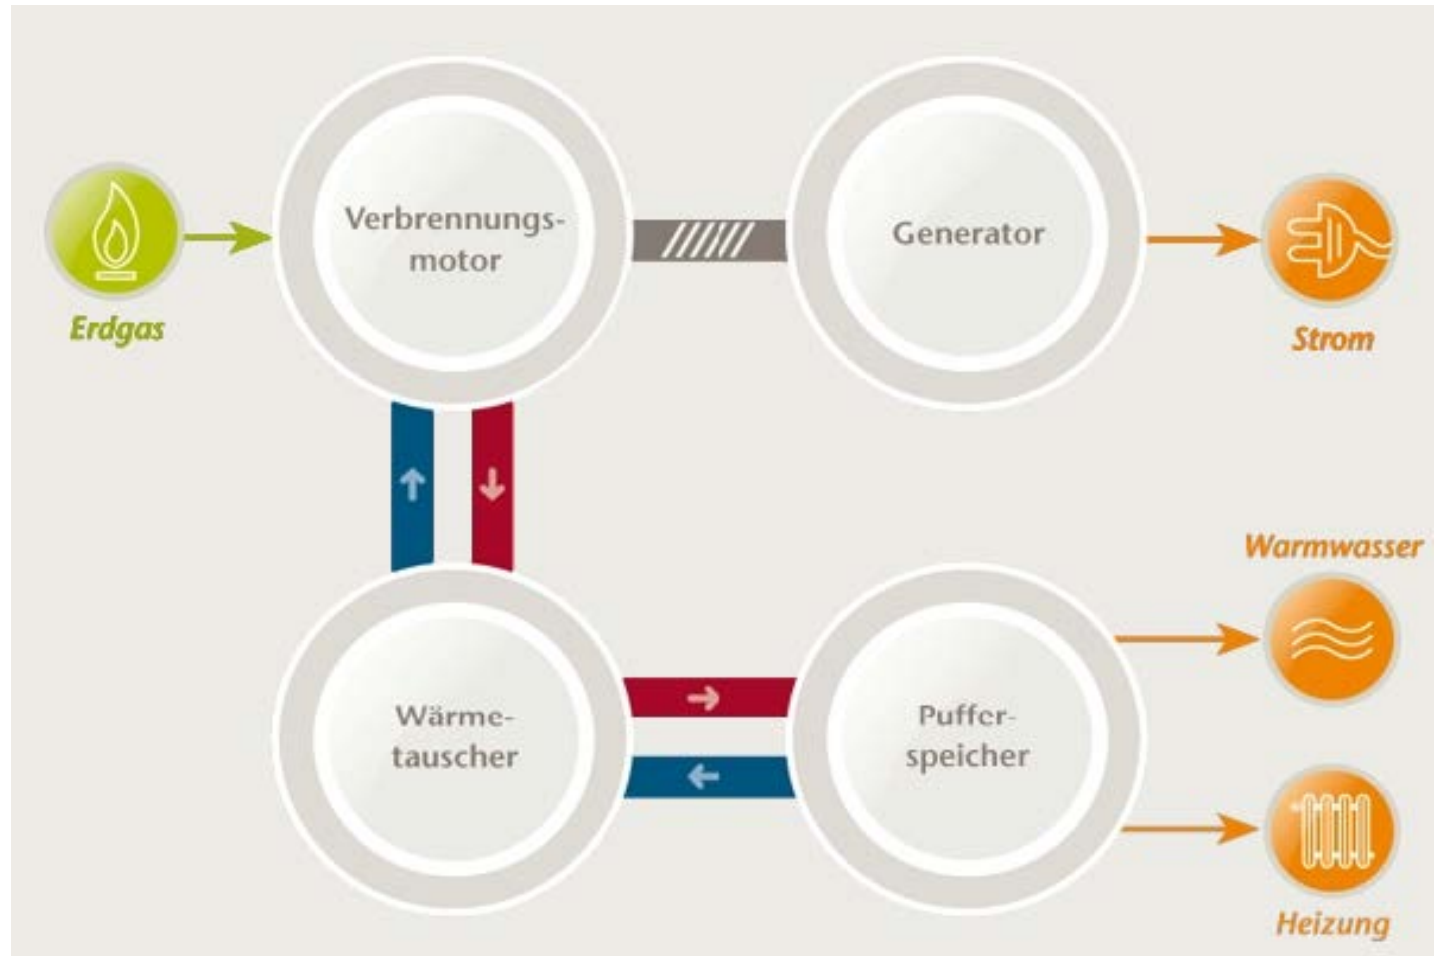 Verbrennungs-
motor
Generator
Erdgas
Strom
Wärme-
tauscher
Puffer-
speicher
Warmwasser
Heizung